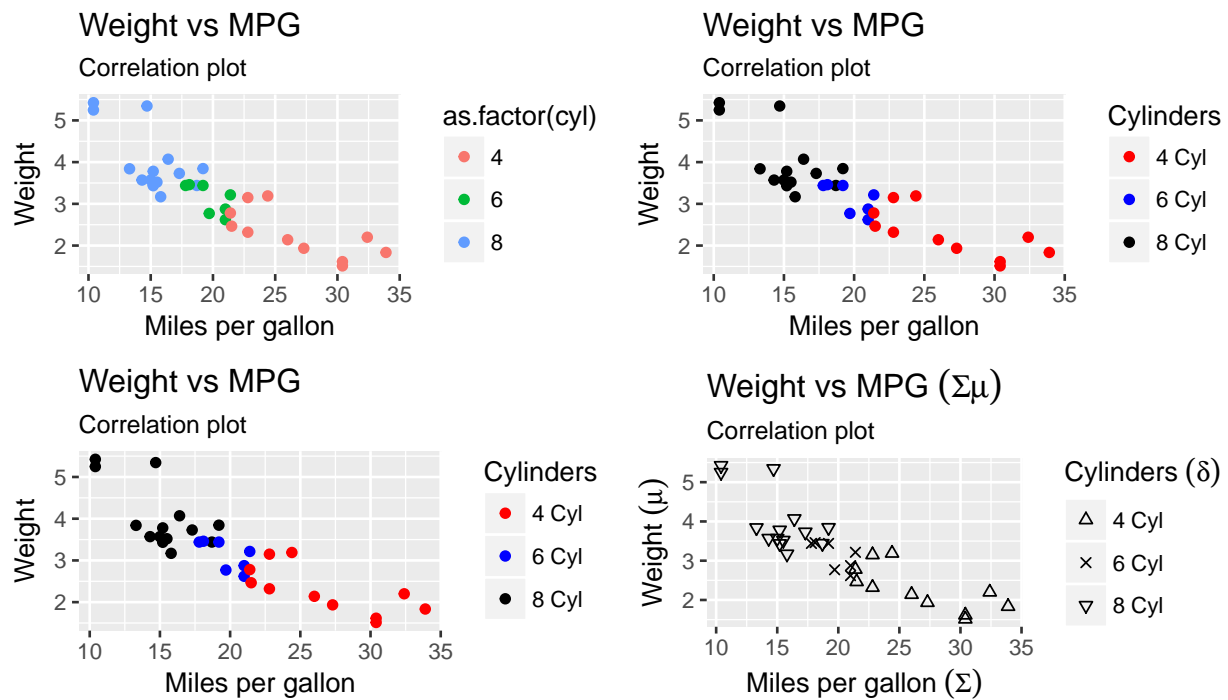 Weight vs MPG
Correlation plot
Weight
5
4
3
2
10 15 20 25 30 35
Miles per gallon
as.factor(cyl)
4
6
8
Weight vs MPG
Correlation plot
Weight
5
4
3
2
10 15 20 25 30 35
Miles per gallon
Cylinders
4 Cyl
6 Cyl
8 Cyl
Weight vs MPG
Correlation plot
Weight
5
4
3
2
10 15 20 25 30 35
Miles per gallon
Cylinders
4 Cyl
6 Cyl
8 Cyl
Weight vs MPG (Σμ)
Correlation plot
Weight (μ)
5
4
3
2
10 15 20 25 30 35
Miles per gallon (Σ)
Cylinders (δ)
4 Cyl
6 Cyl
8 Cyl